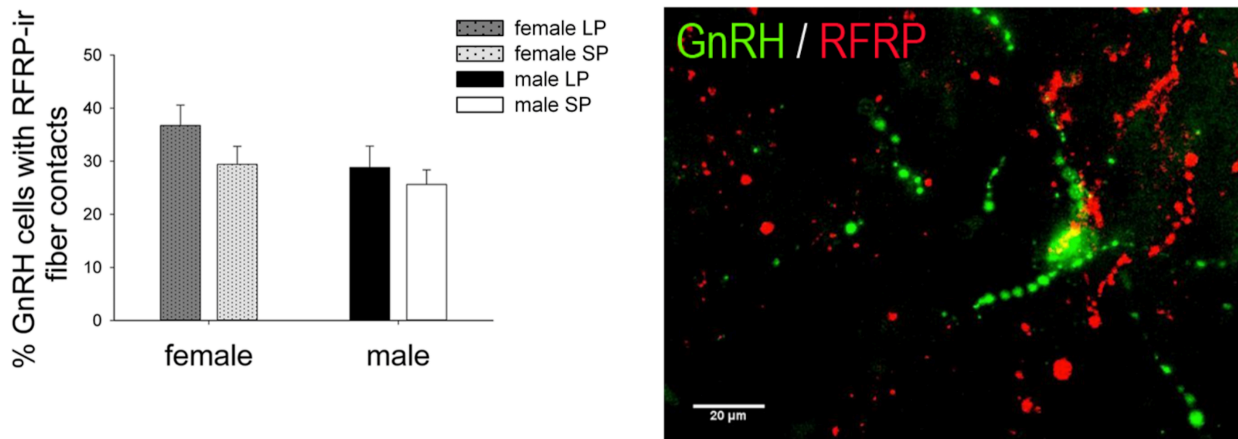 % GnRH cells with RFRP-ir
fiber contacts
50
40
30
20
10
0
female
male
female LP
female SP
male LP
male SP
GnRH / RFRP
20 µm